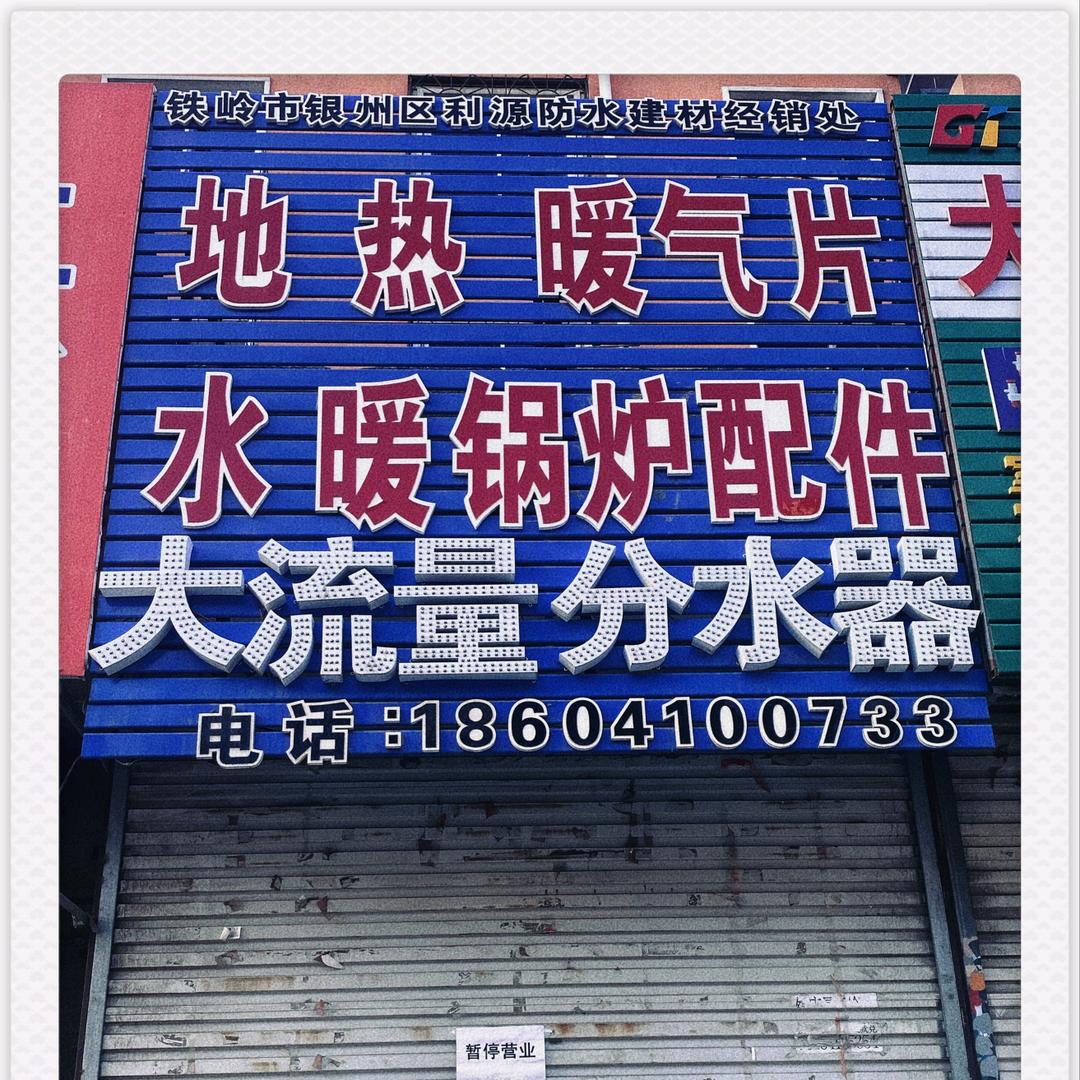 铁岭市银州区利源防水建材经销处
地热 暖气片
水暖锅炉配件
大流量分水器
电话:18604100733
暂停营业
GT
大